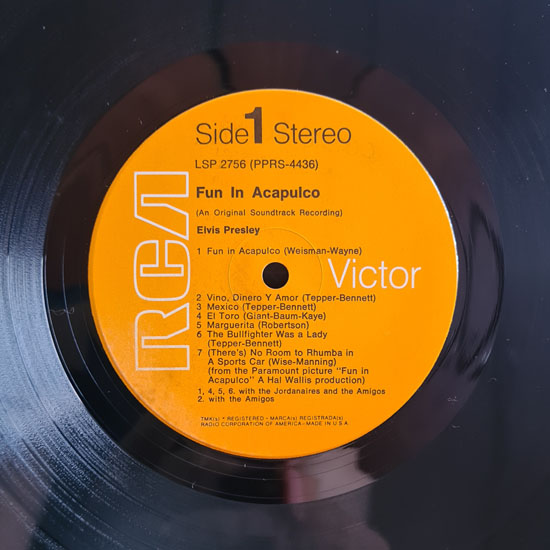 Side 1 Stereo
LSP 2756 (PPRS-4436)
Fun In Acapulco
(An Original Soundtrack Recording)
Elvis Presley
1 Fun in Acapulco (Weisman-Wayne)
RCA
Victor
2 Vino, Dinero Y Amor (Tepper-Bennett)
3 Mexico (Tepper-Bennett)
4 El Toro (Giant-Baum-Kaye)
5 Marguerita (Robertson)
6 The Bullfighter Was a Lady
(Tepper-Bennett)
7 (There's) No Room to Rhumba in
A Sports Car (Wise-Manning)
(from the Paramount picture "Fun in
Acapulco" A Hal Wallis production)
1, 4, 5, 6, with the Jordanaires and the Amigos
2. with the Amigos
TMK(s) ® REGISTERED - MARCA(s) REGISTRADA(s)
RADIO CORPORATION OF AMERICA-MADE IN U.S.A.